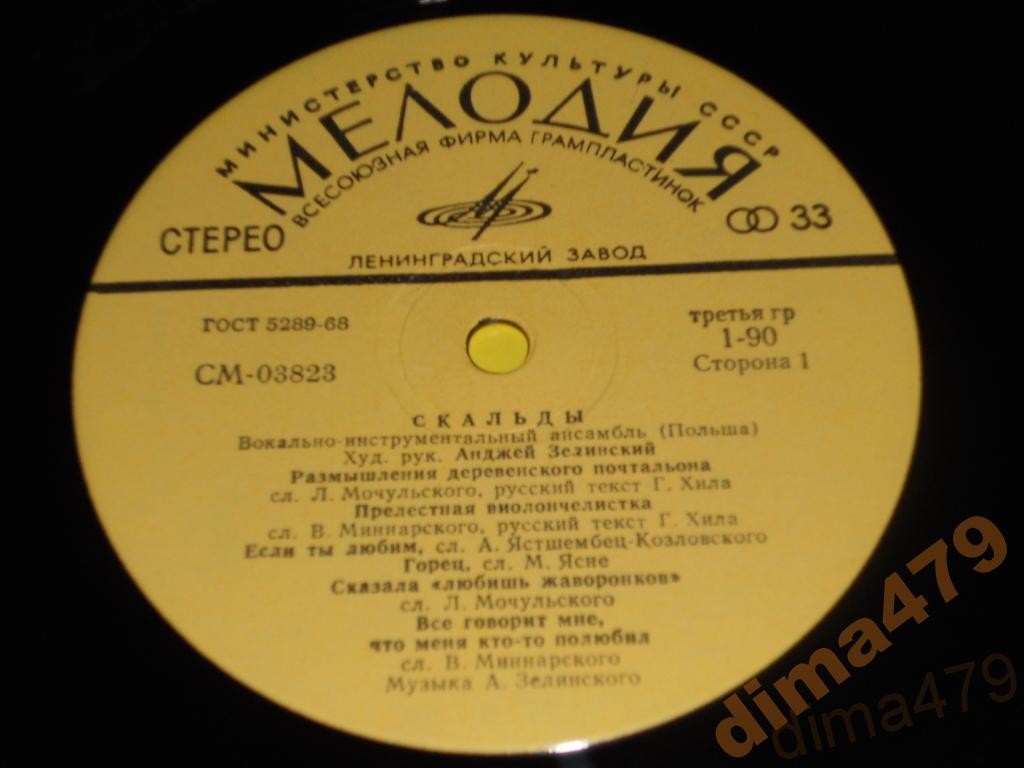 МИНИСТЕРСТВО КУЛЬТУРЫ СССР
МЕЛОДИЯ
ВСЕСОЮЗНАЯ ФИРМА ГРАМПЛАСТИНОК
СТЕРЕО
33
ЛЕНИНГРАДСКИЙ ЗАВОД
ГОСТ 5289-68
третья гр
1-90
СМ-03823
Сторона 1
СКАЛЬДЫ
Вокально-инструментальный ансамбль (Польша)
Худ. рук. Анджей Зелинский
Размышления деревенского почтальона
сл. Л. Мочульского, русский текст Г. Хила
Прелестная виолончелистка
сл. В. Миннарского, русский текст Г. Хила
Если ты любим, сл. А. Ястшембец-Козловского
Горец, сл. М. Ясне
Сказала «любишь жаворонков»
сл. Л. Мочульского
Все говорит мне,
что меня кто-то полюбил
сл. В. Миннарского
Музыка А. Зелинского
dima479
dima479